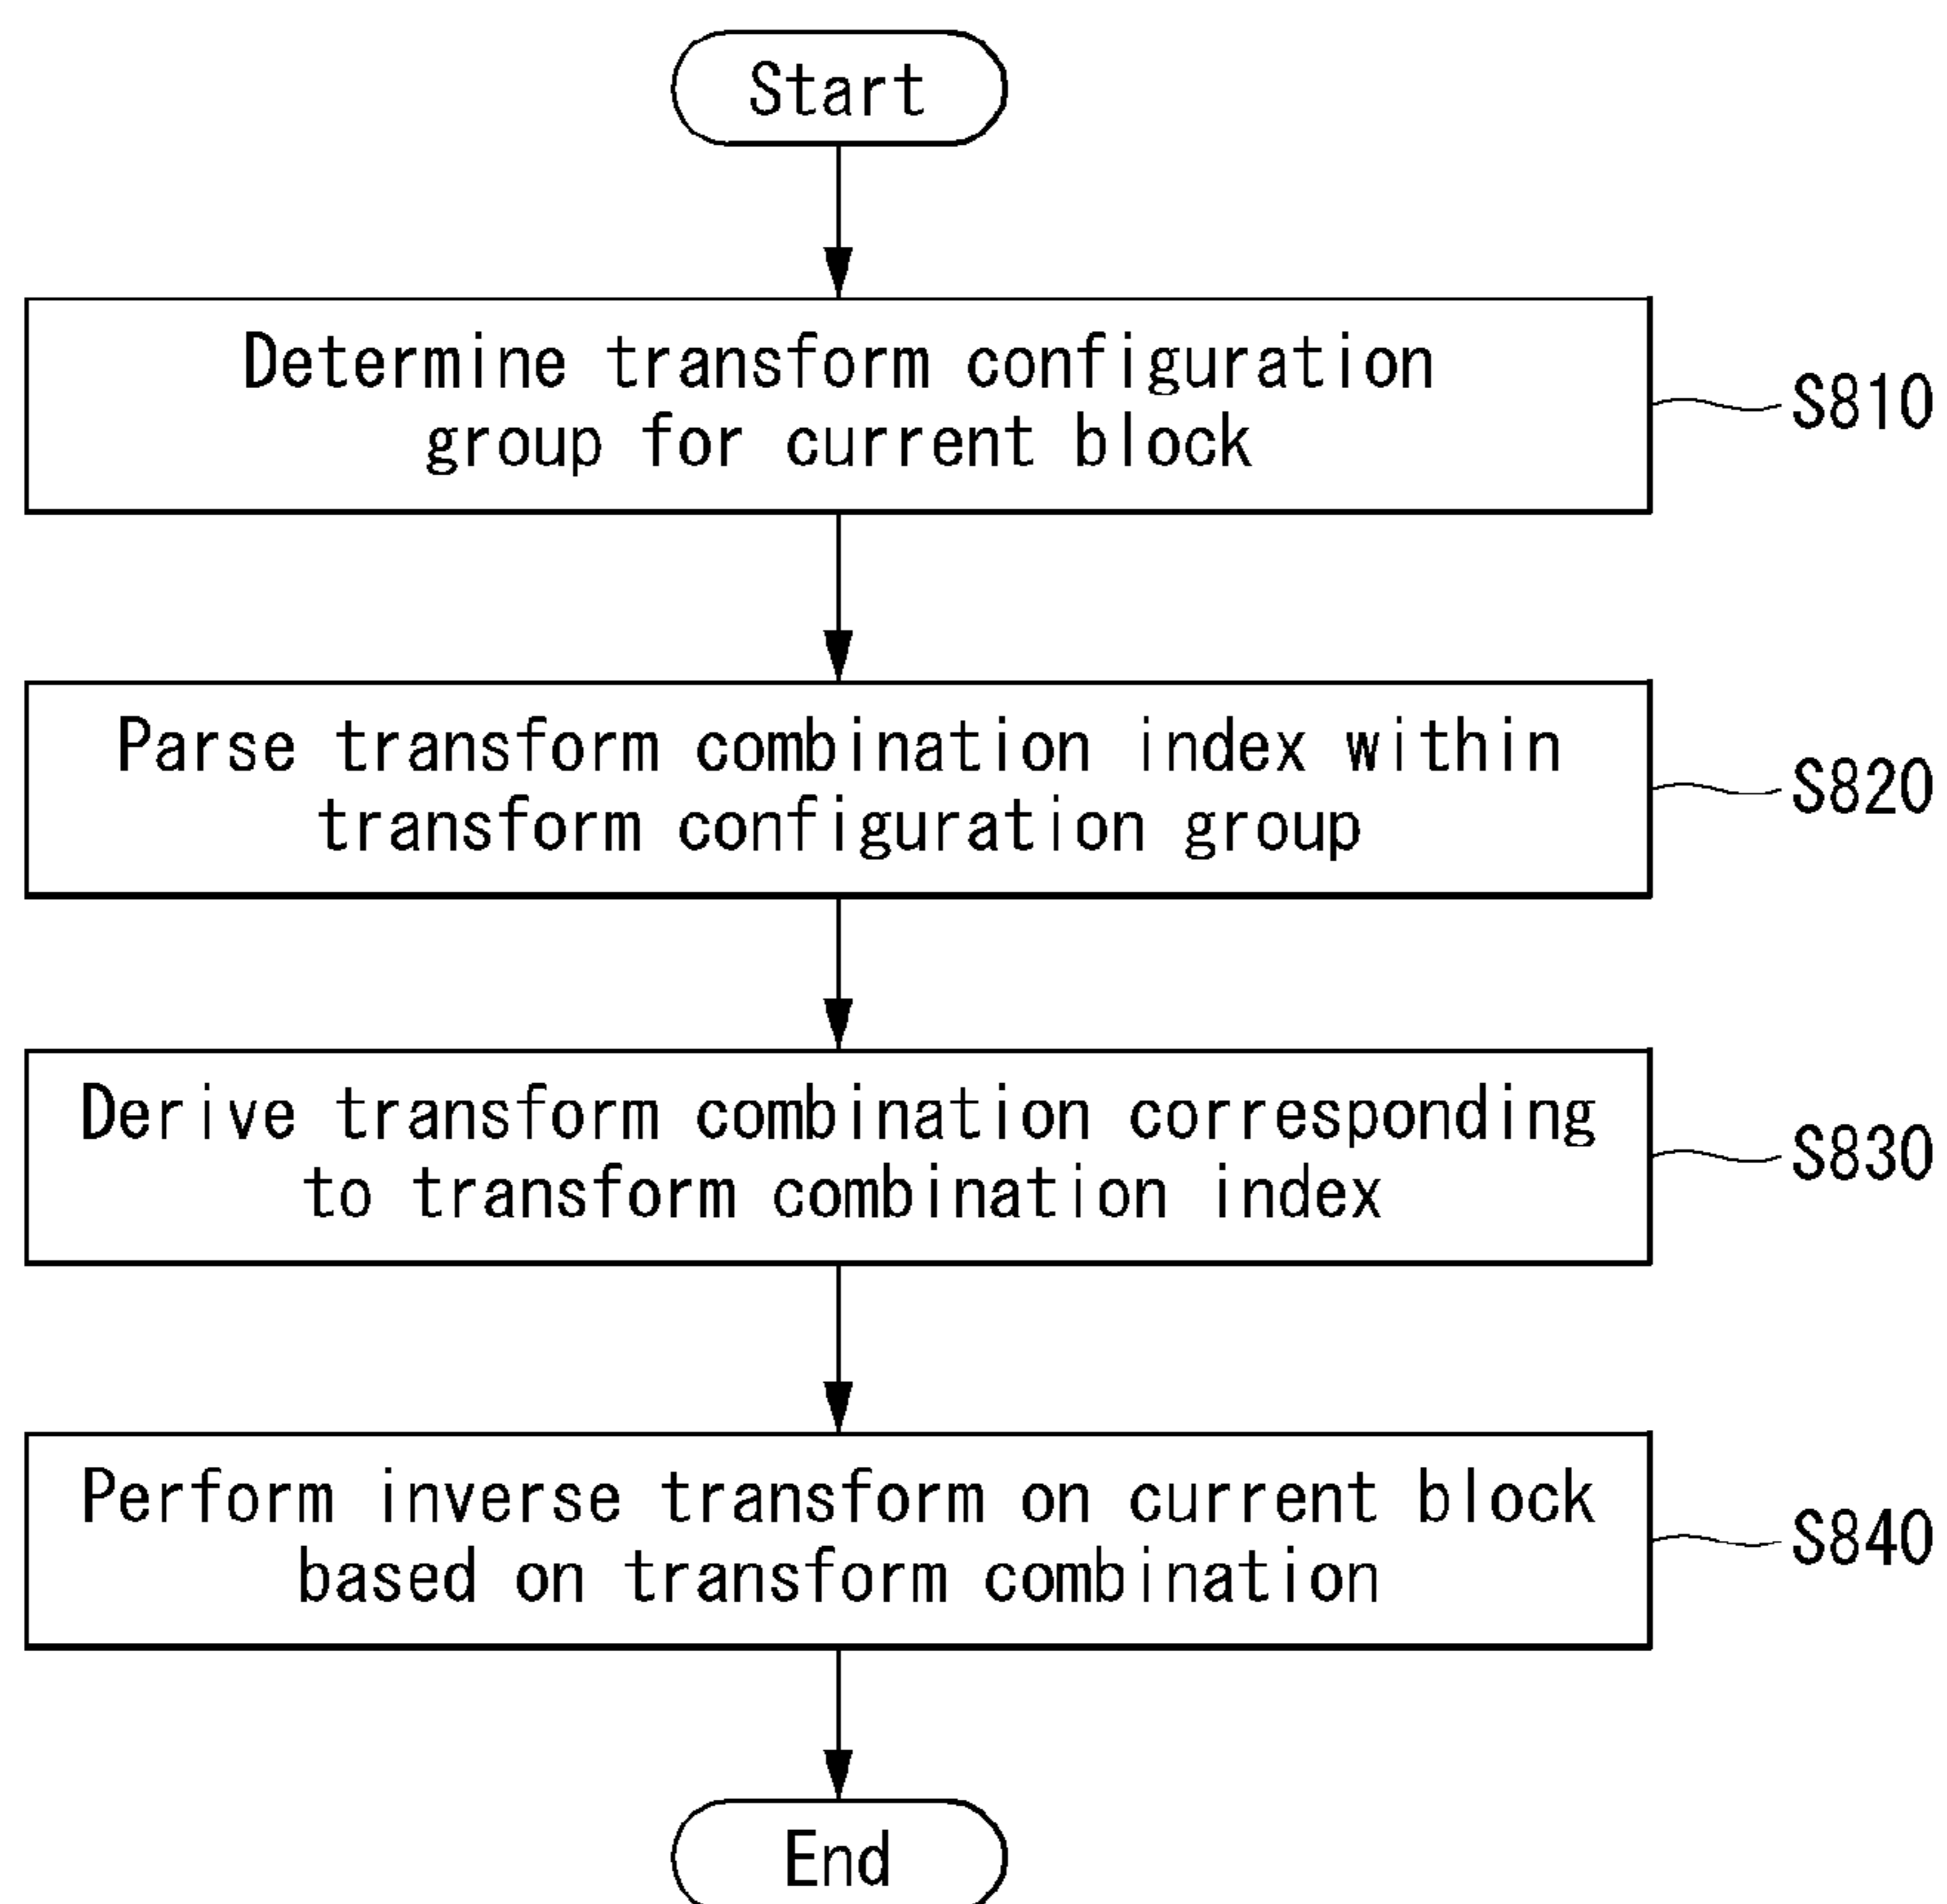 Start
Determine transform configuration
group for current block
S810
Parse transform combination index within
transform configuration group
S820
Derive transform combination corresponding
to transform combination index
S830
Perform inverse transform on current block
based on transform combination
S840
End